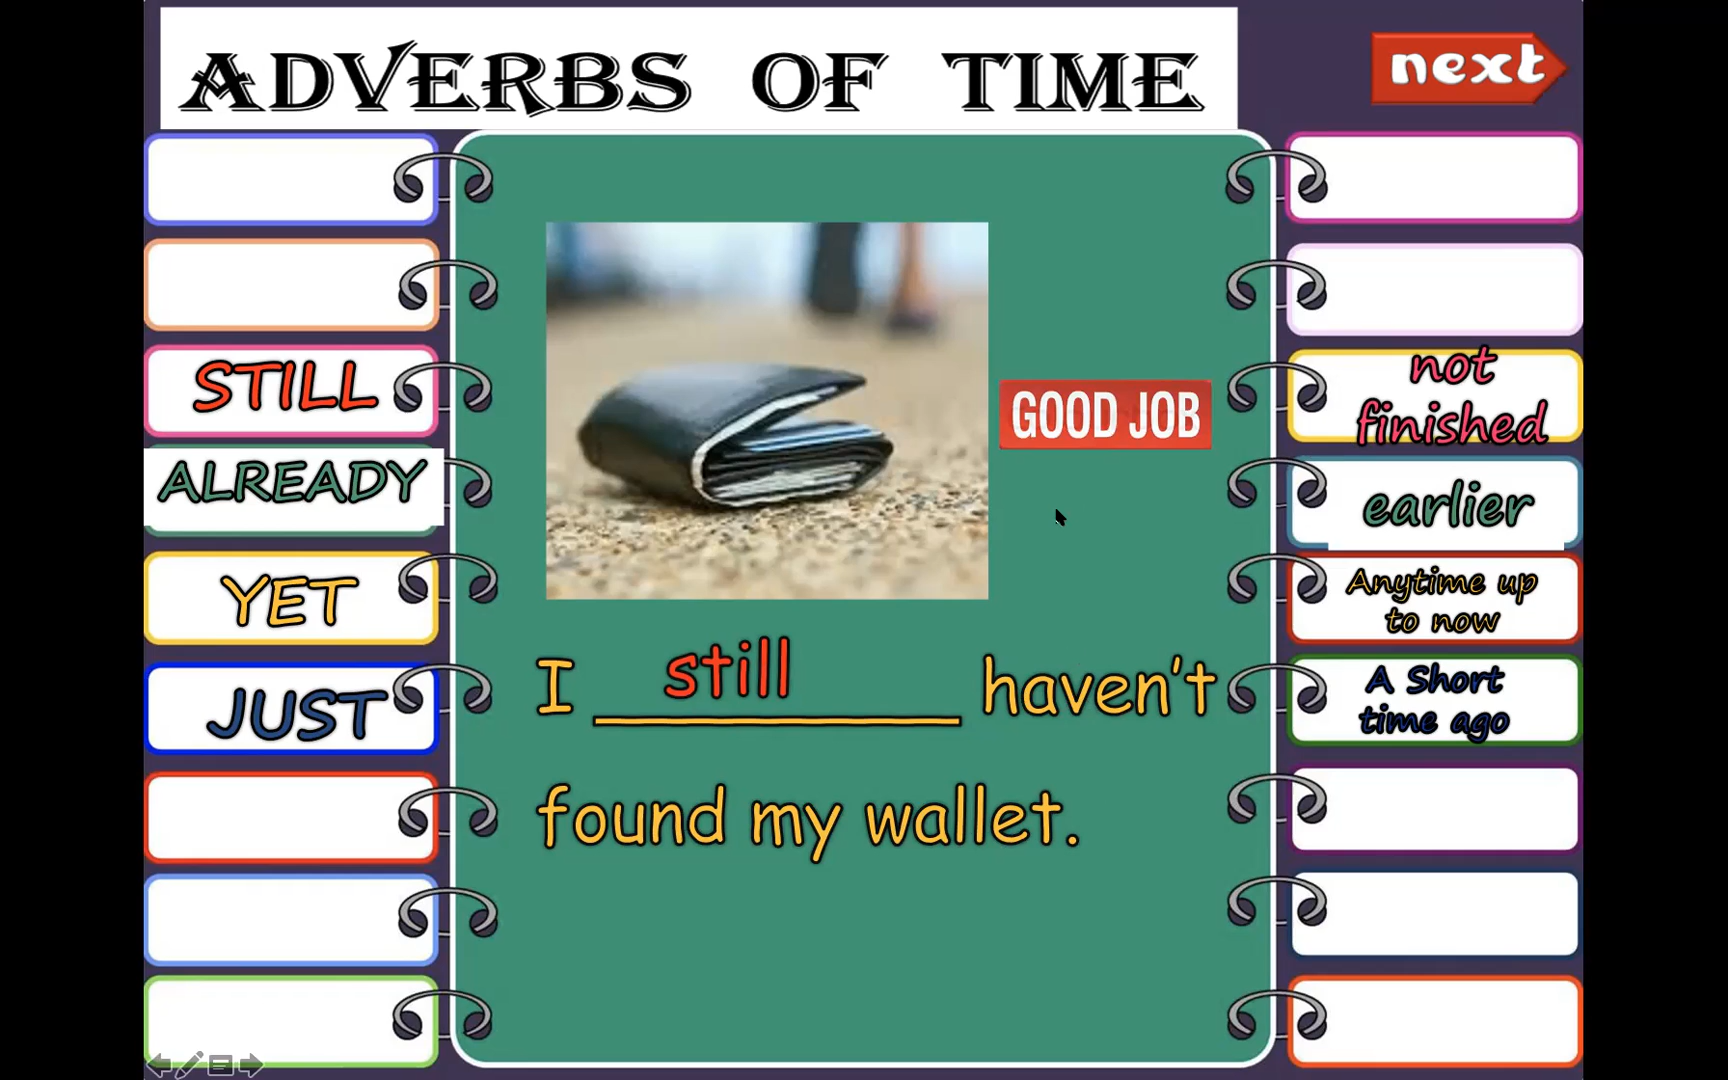 ADVERBS OF TIME
next
STILL
ALREADY
YET
JUST
GOOD JOB
I still haven't
found my wallet.
not
finished
earlier
Anytime up
to now
A Short
time ago